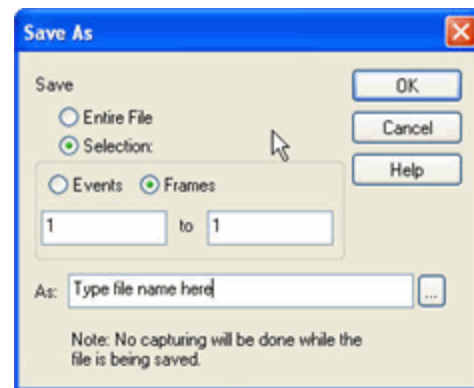 Save As
Save
OK
Entire File
Cancel
Selection:
Help
Events Frames
1 to 1
As: Type file name here ...
Note: No capturing will be done while the
file is being saved.